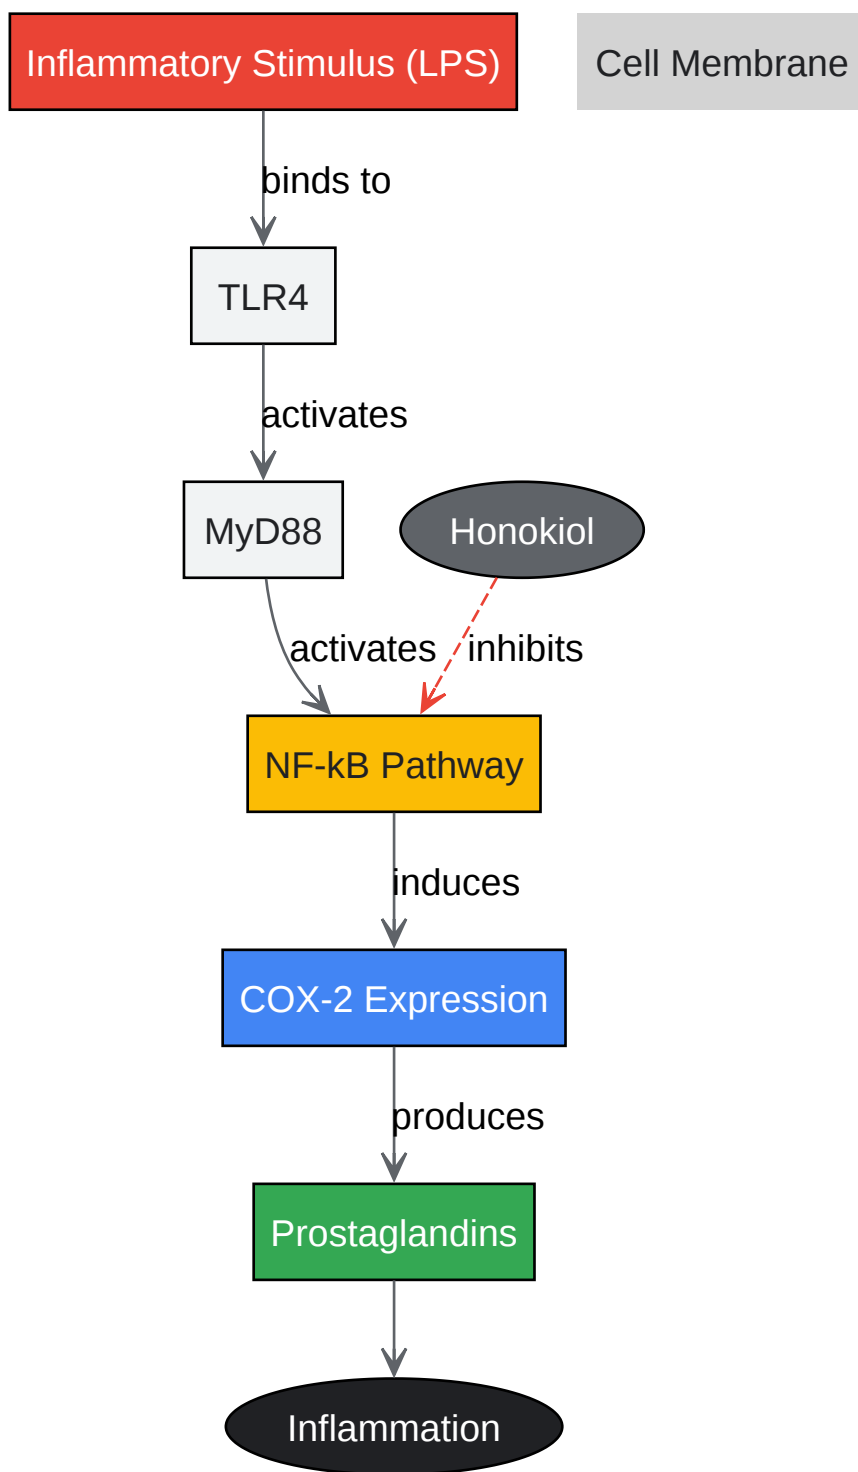 Inflammatory Stimulus (LPS)
Cell Membrane
binds to
TLR4
activates
MyD88
Honokiol
activates
inhibits
NF-kB Pathway
induces
COX-2 Expression
produces
Prostaglandins
Inflammation